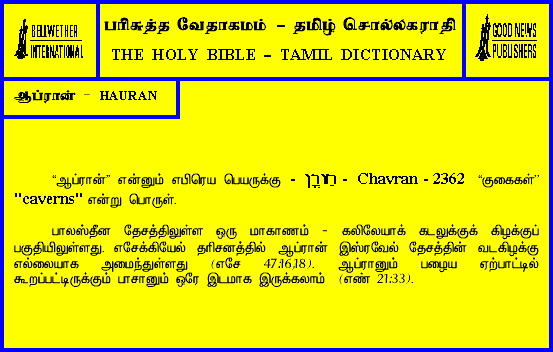 BELLWETHER
INTERNATIONAL
பரிசுத்த வேதாகமம் – தமிழ் சொல்லகராதி
THE HOLY BIBLE – TAMIL DICTIONARY
GOOD NEWS
PUBLISHERS
ஆப்ரான் – HAURAN
“ஆப்ரான்” என்னும் எபிரெய பெயருக்கு - חַוְרָן - Chavran - 2362 “குகைகள்”
"caverns" என்று பொருள்.
பாலஸ்தீன தேசத்திலுள்ள ஒரு மாகாணம் - கலிலேயாக் கடலுக்குக் கிழக்குப்
பகுதியிலுள்ளது. எசேக்கியேல் தரிசனத்தில் ஆப்ரான் இஸ்ரவேல் தேசத்தின் வடகிழக்கு
எல்லையாக அமைந்துள்ளது (எசே 47:16,18). ஆப்ரானும் பழைய ஏற்பாட்டில்
கூறப்பட்டிருக்கும் பாசானும் ஒரே இடமாக இருக்கலாம் (எண் 21:33).